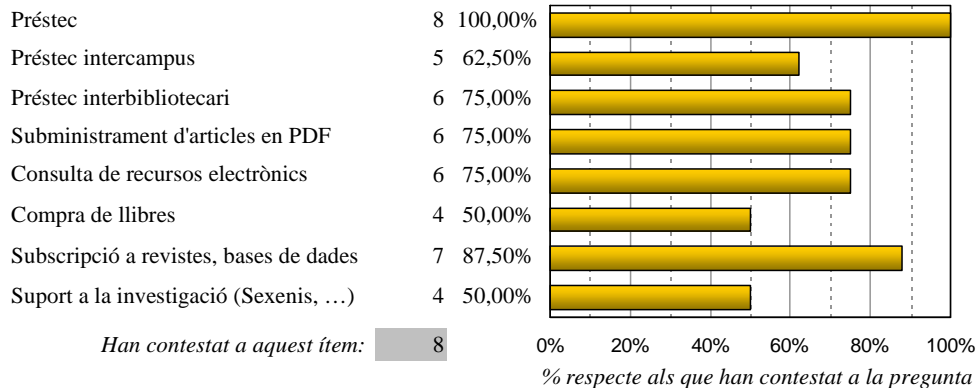 Préstec 8 100,00%
Préstec intercampus 5 62,50%
Préstec interbibliotecari 6 75,00%
Subministrament d'articles en PDF 6 75,00%
Consulta de recursos electrònics 6 75,00%
Compra de llibres 4 50,00%
Subscripció a revistes, bases de dades 7 87,50%
Suport a la investigació (Sexenis, …) 4 50,00%
Han contestat a aquest ítem: 8
0% 20% 40% 60% 80% 100%
% respecte als que han contestat a la pregunta